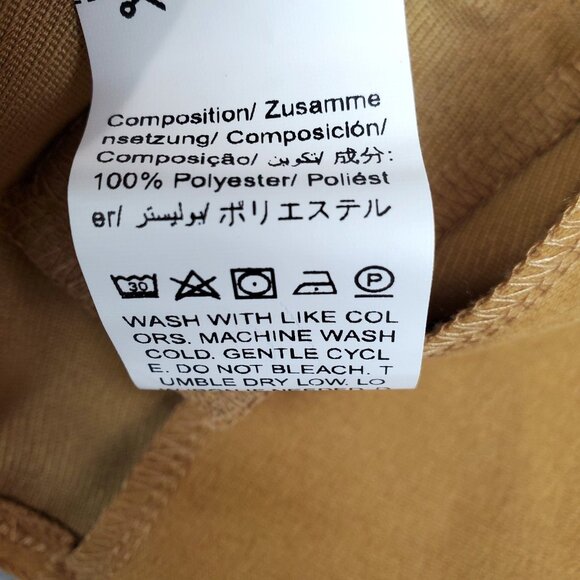 Composition/ Zusamme
nsetzung/ Composición/
Composição/ تكوين/ 成分:
100% Polyester/ Poliést
er/ بوليستر/ ポリエステル
30 P
WASH WITH LIKE COL
ORS. MACHINE WASH
COLD. GENTLE CYCL
E. DO NOT BLEACH. T
UMBLE DRY LOW. LO